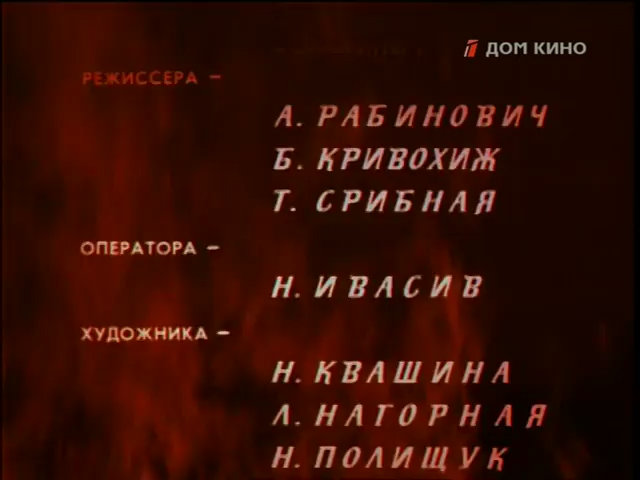 ДОМ КИНО
РЕЖИССЕРА –
А. РАБИНОВИЧ
Б. КРИВОХИЖ
Т. СРИБНАЯ
ОПЕРАТОРА –
Н. ИВАСИВ
ХУДОЖНИКА –
Н. КВАШИНА
Л. НАГОРНАЯ
Н. ПОЛИЩУК